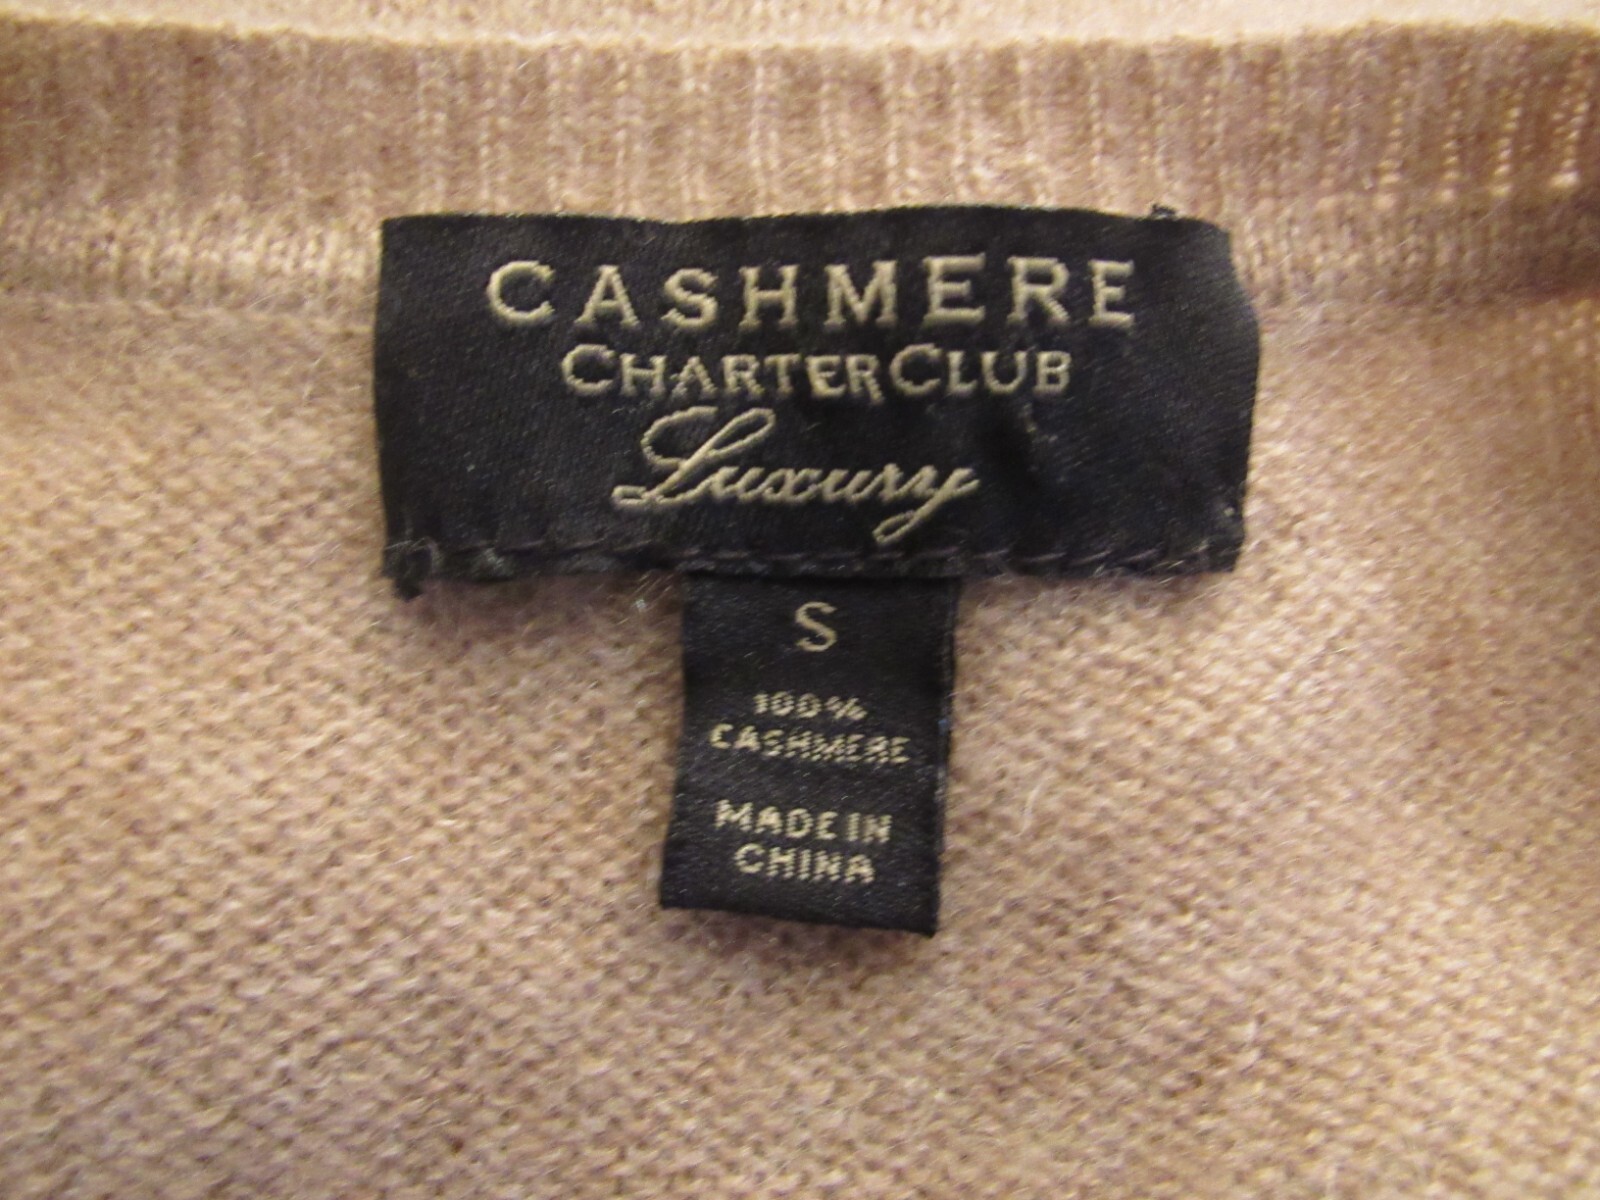 CASHMERE
CHARTER CLUB
Luxury
S
100%
CASHMERE
MADE IN
CHINA